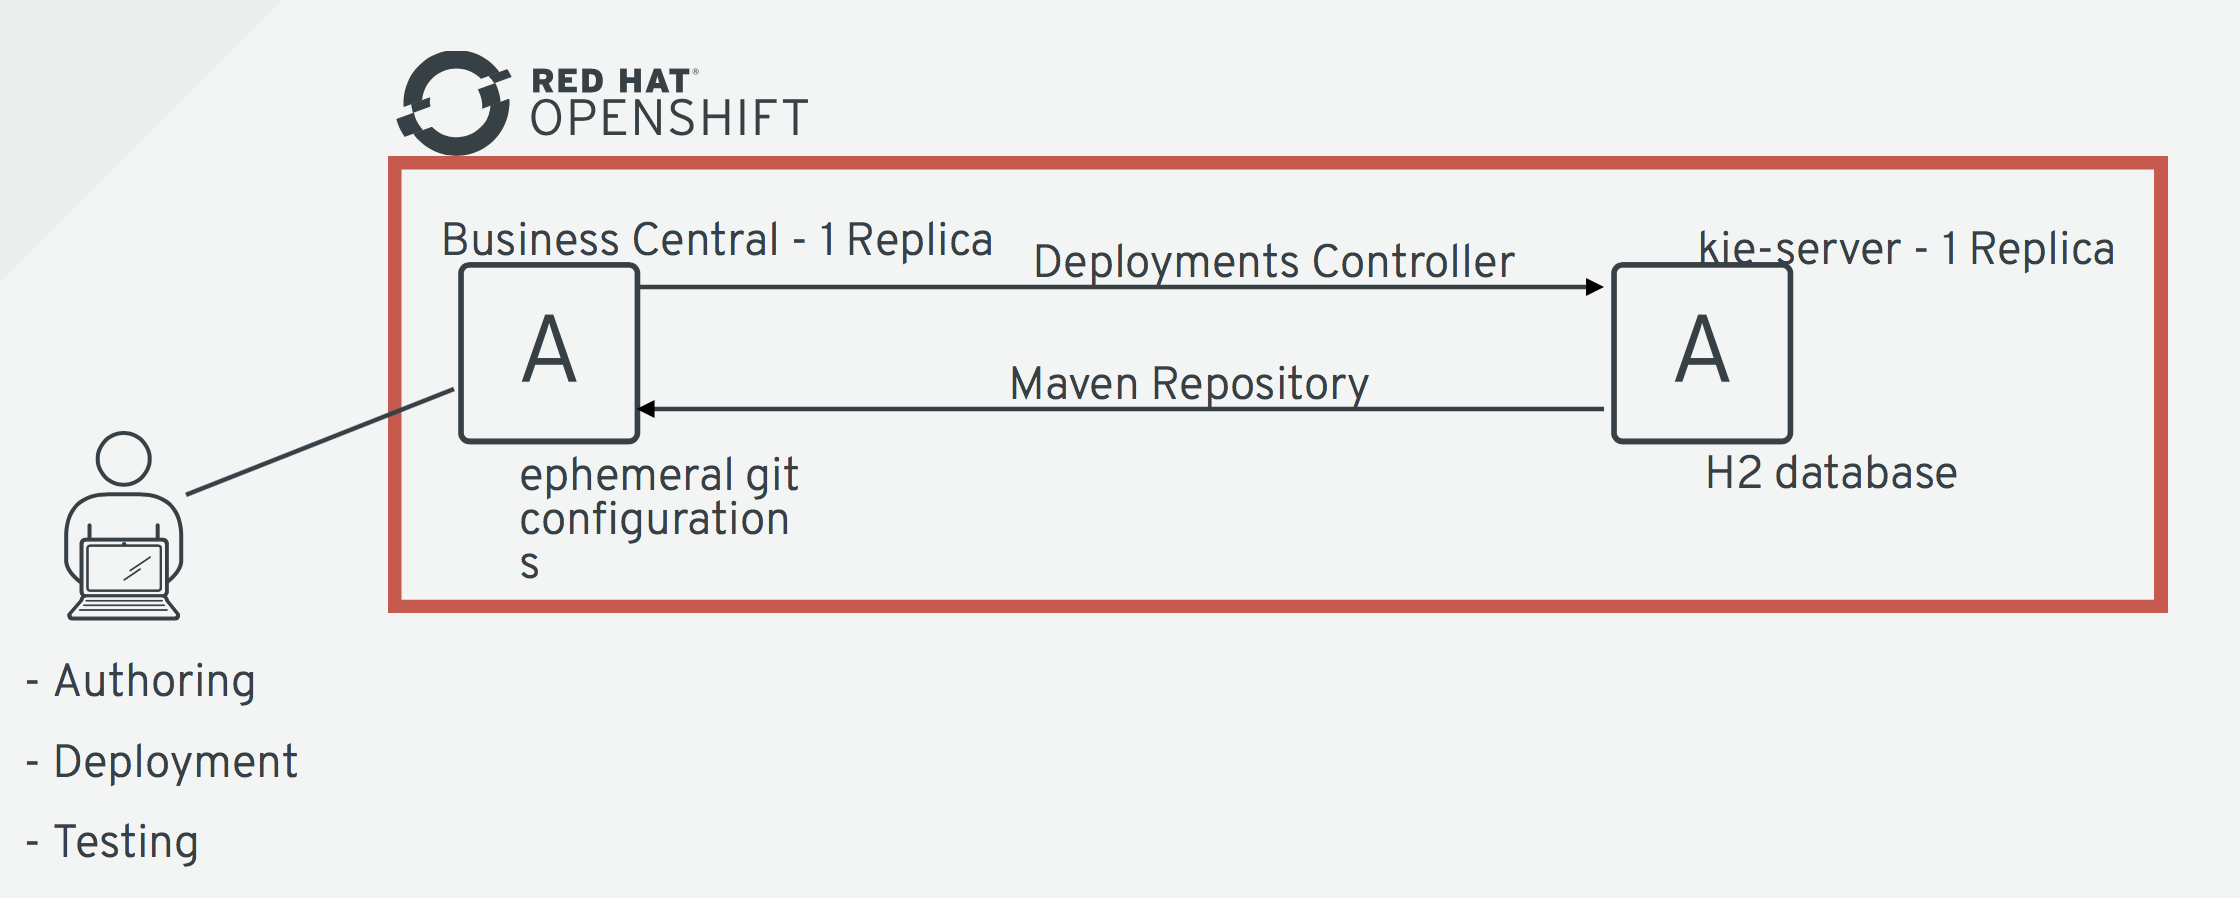 RED HAT®
OPENSHIFT
Business Central - 1 Replica
Deployments Controller
kie-server - 1 Replica
A
A
Maven Repository
ephemeral git
configuration
s
H2 database
- Authoring
- Deployment
- Testing